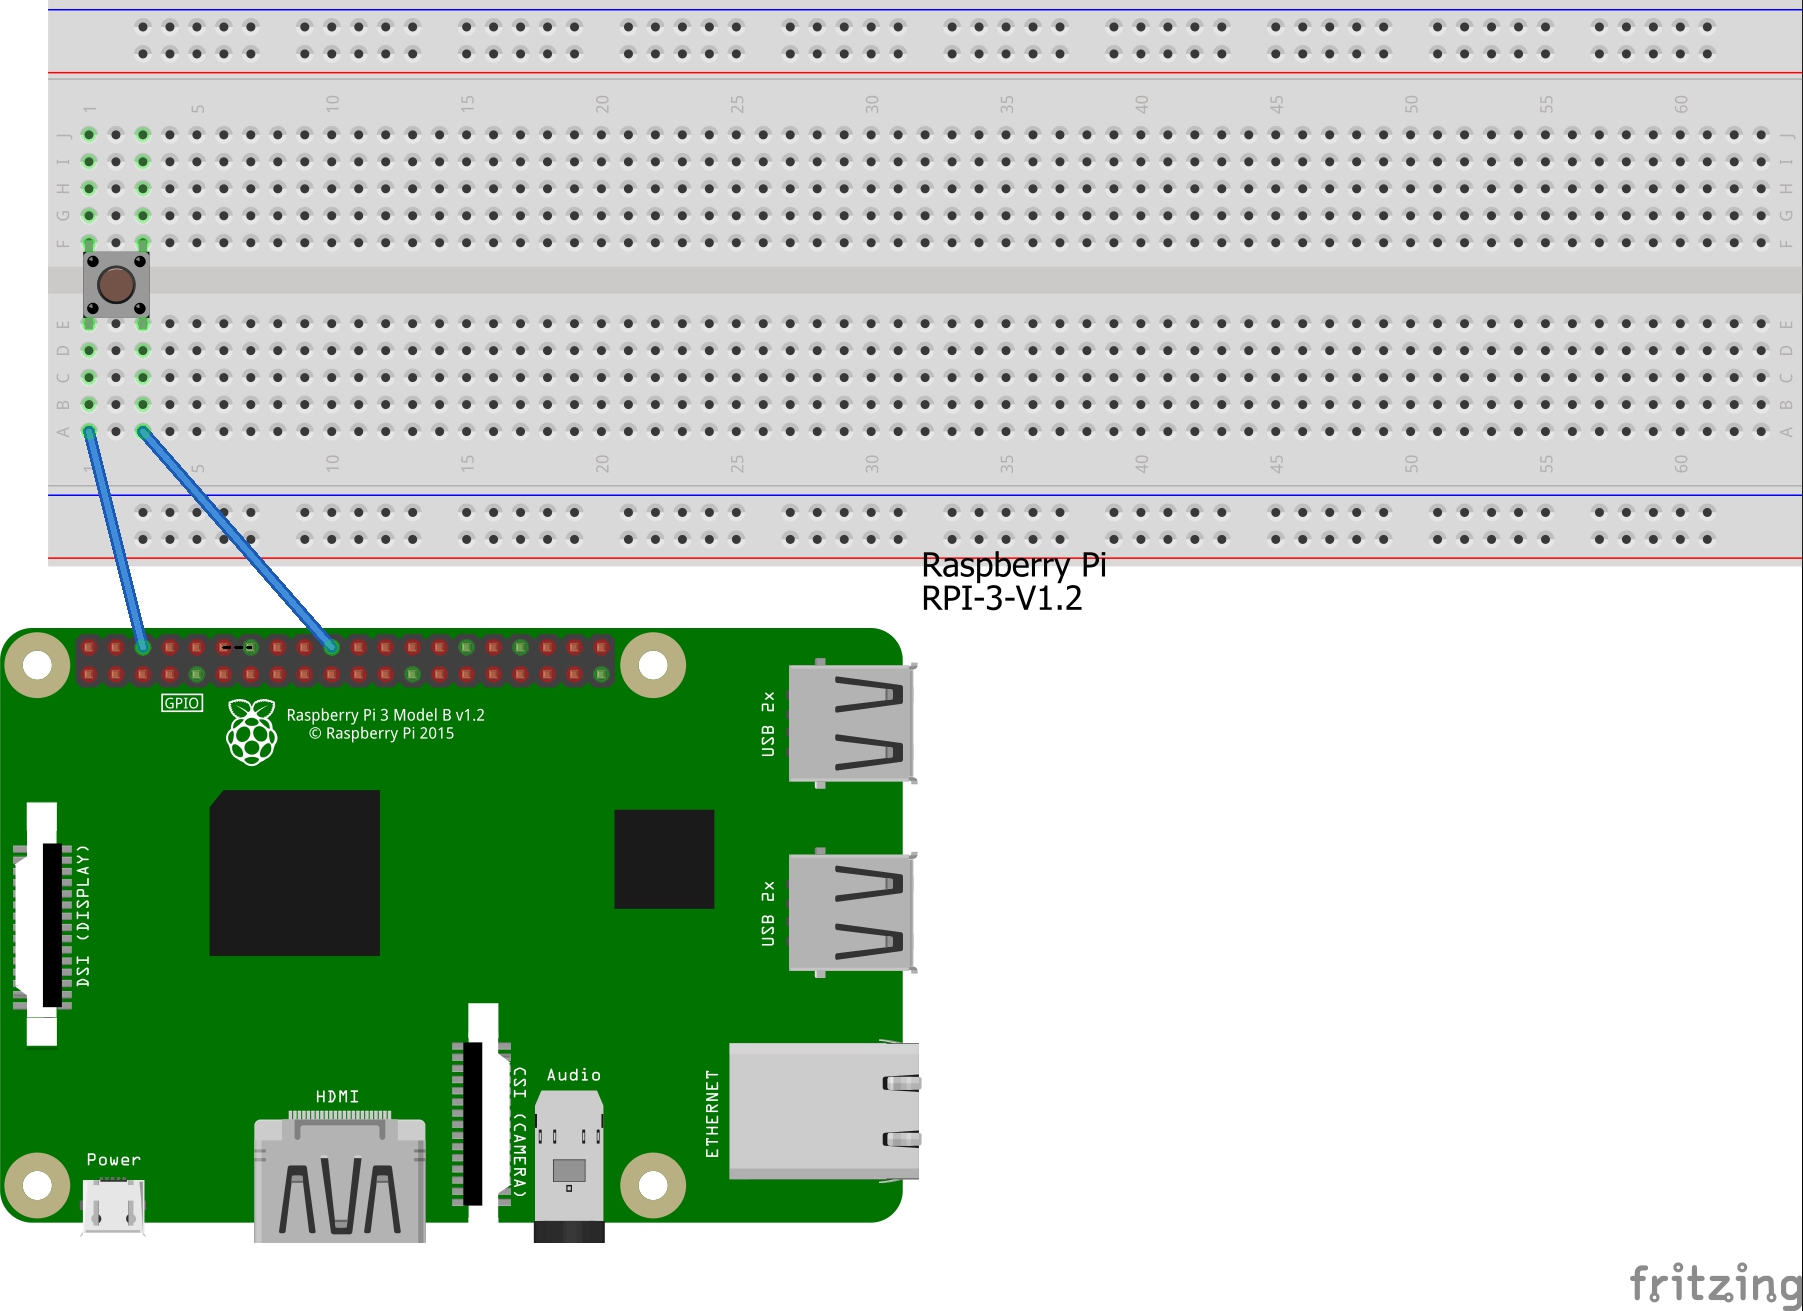 1 5 10 15 20 25 30 35 40 45 50 55 60
J J
I I
H H
G G
F F
E E
D D
C C
B B
A A
1 5 10 15 20 25 30 35 40 45 50 55 60
Raspberry Pi
RPI-3-V1.2
GPIO
Raspberry Pi 3 Model B v1.2
© Raspberry Pi 2015
USB 2x
DSI (DISPLAY)
USB 2x
CSI (CAMERA)
Audio
ETHERNET
HDMI
Power
fritzing